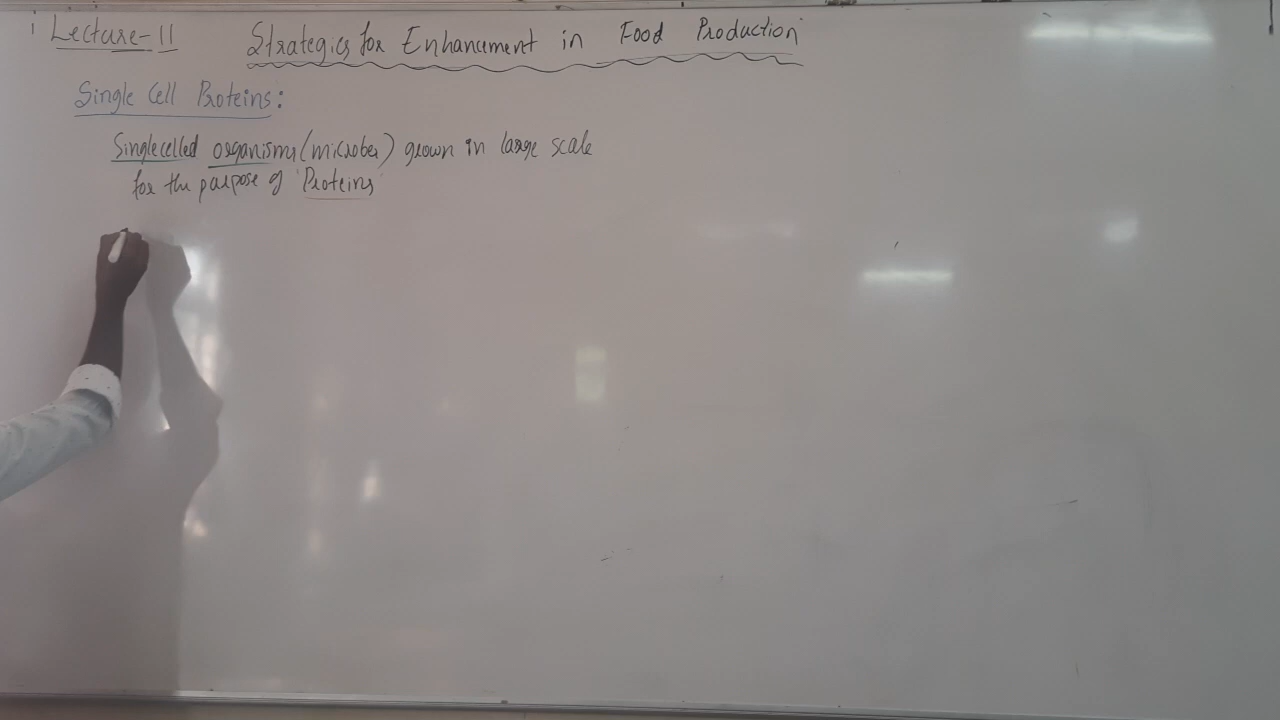 Lecture-11 Strategies for Enhancement in Food Production
Single Cell Proteins:
Singlecelled organisms (microbes) grown in large scale
for the purpose of 'Proteins'